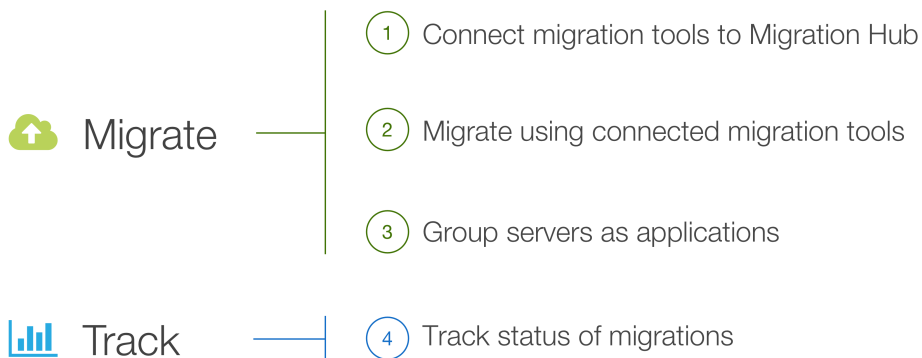 1 Connect migration tools to Migration Hub
Migrate
2 Migrate using connected migration tools
3 Group servers as applications
Track
4 Track status of migrations